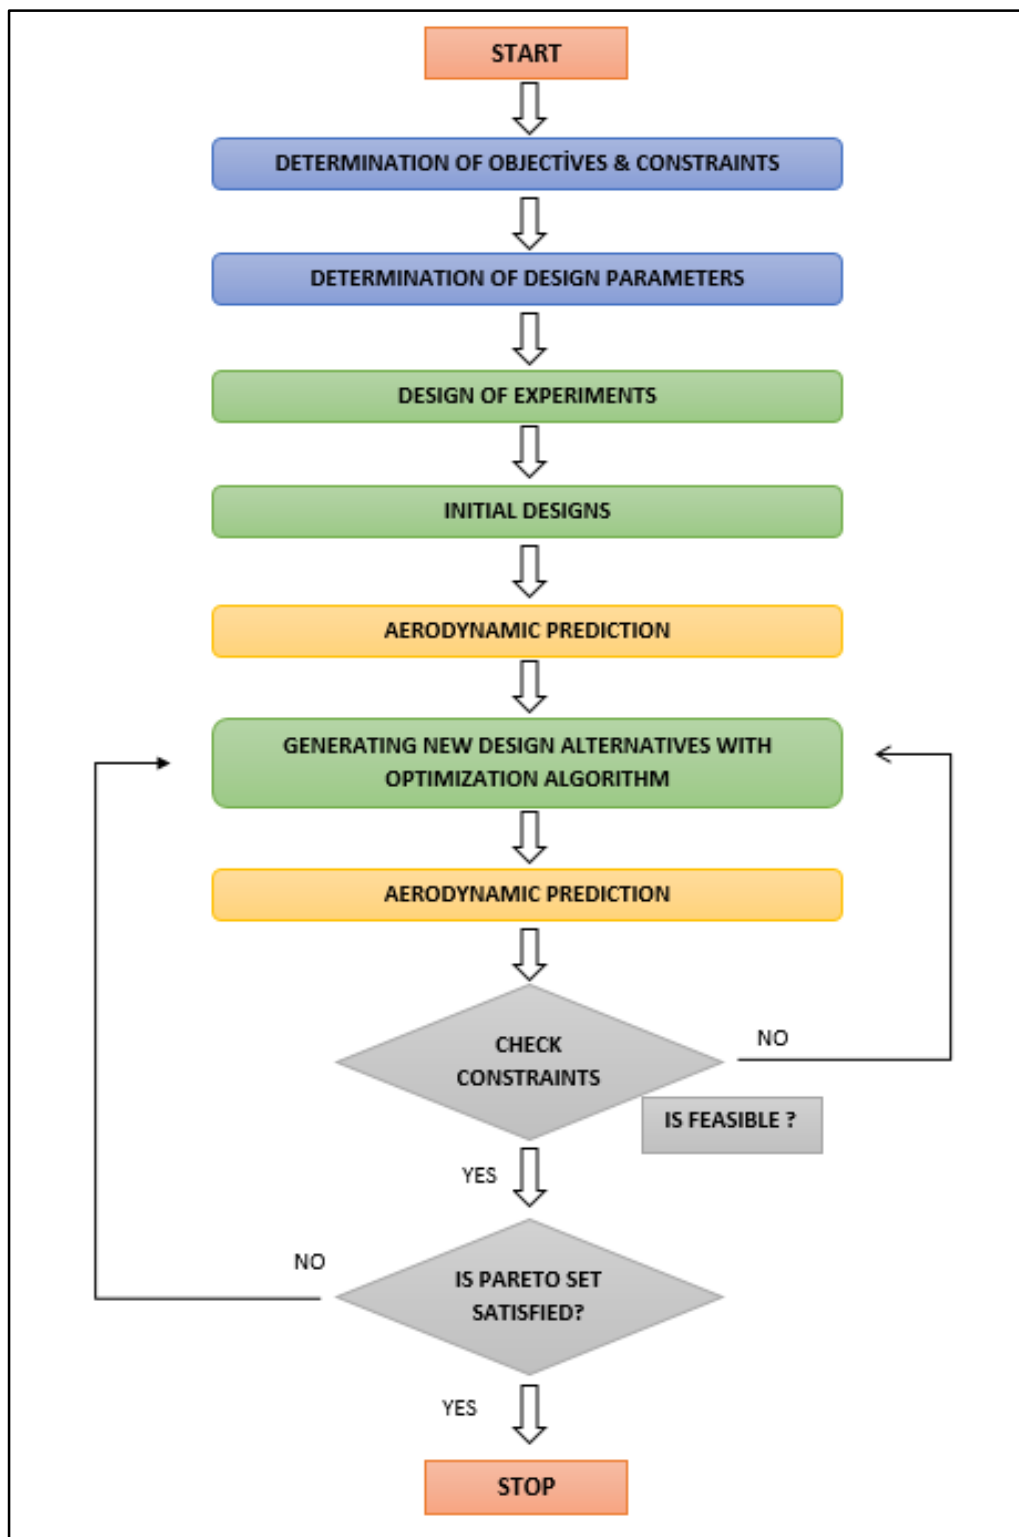 START
DETERMINATION OF OBJECTİVES & CONSTRAINTS
DETERMINATION OF DESIGN PARAMETERS
DESIGN OF EXPERIMENTS
INITIAL DESIGNS
AERODYNAMIC PREDICTION
GENERATING NEW DESIGN ALTERNATIVES WITH
OPTIMIZATION ALGORITHM
AERODYNAMIC PREDICTION
CHECK
CONSTRAINTS
NO
IS FEASIBLE ?
YES
NO
IS PARETO SET
SATISFIED?
YES
STOP